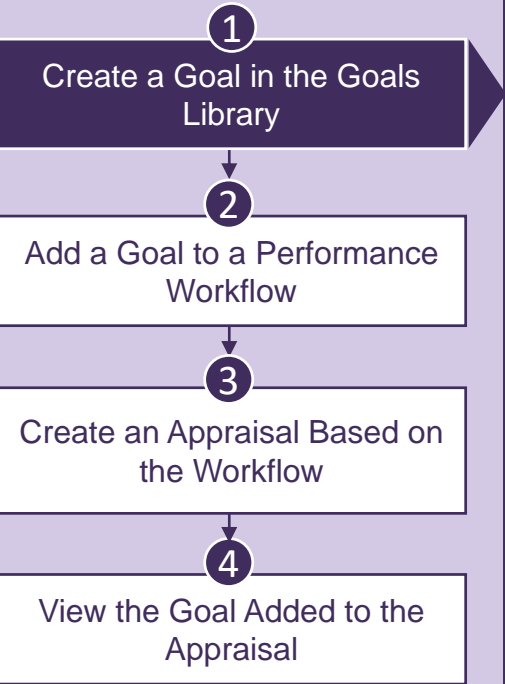 1
Create a Goal in the Goals
Library
2
Add a Goal to a Performance
Workflow
3
Create an Appraisal Based on
the Workflow
4
View the Goal Added to the
Appraisal